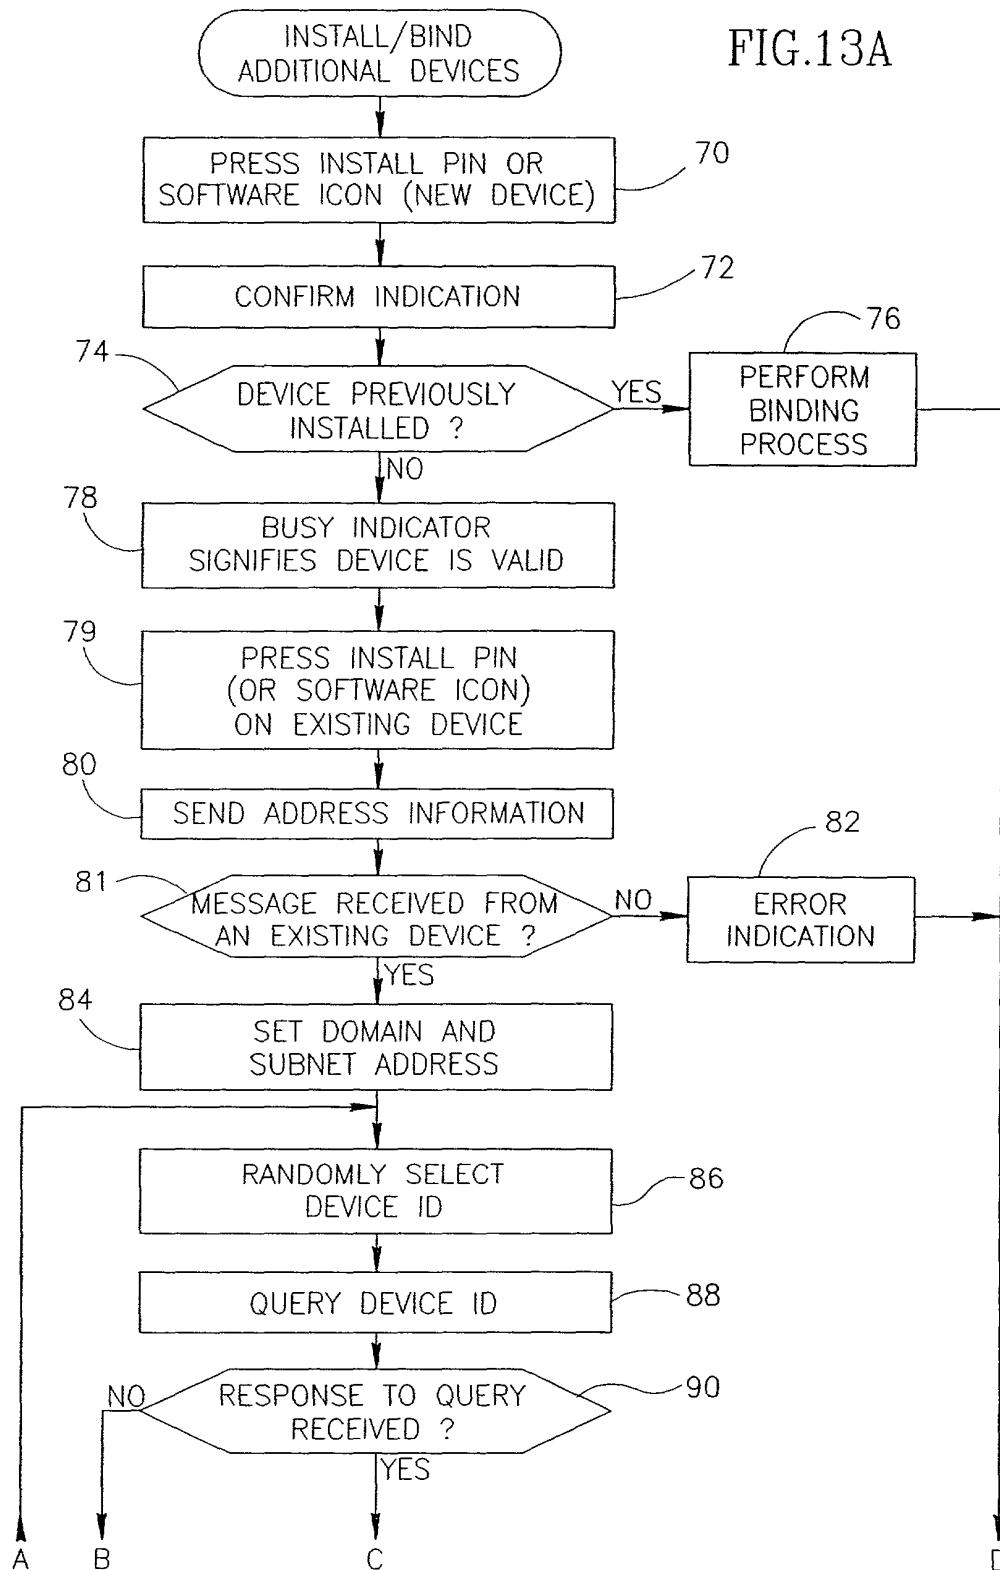 INSTALL/BIND
ADDITIONAL DEVICES
FIG.13A
PRESS INSTALL PIN OR
SOFTWARE ICON (NEW DEVICE)
70
CONFIRM INDICATION
72
74
DEVICE PREVIOUSLY
INSTALLED ?
YES
76
PERFORM
BINDING
PROCESS
NO
78
BUSY INDICATOR
SIGNIFIES DEVICE IS VALID
79
PRESS INSTALL PIN
(OR SOFTWARE ICON)
ON EXISTING DEVICE
80
SEND ADDRESS INFORMATION
81
MESSAGE RECEIVED FROM
AN EXISTING DEVICE ?
NO
82
ERROR
INDICATION
YES
84
SET DOMAIN AND
SUBNET ADDRESS
RANDOMLY SELECT
DEVICE ID
86
QUERY DEVICE ID
88
RESPONSE TO QUERY
RECEIVED ?
90
NO
YES
A
B
C
D